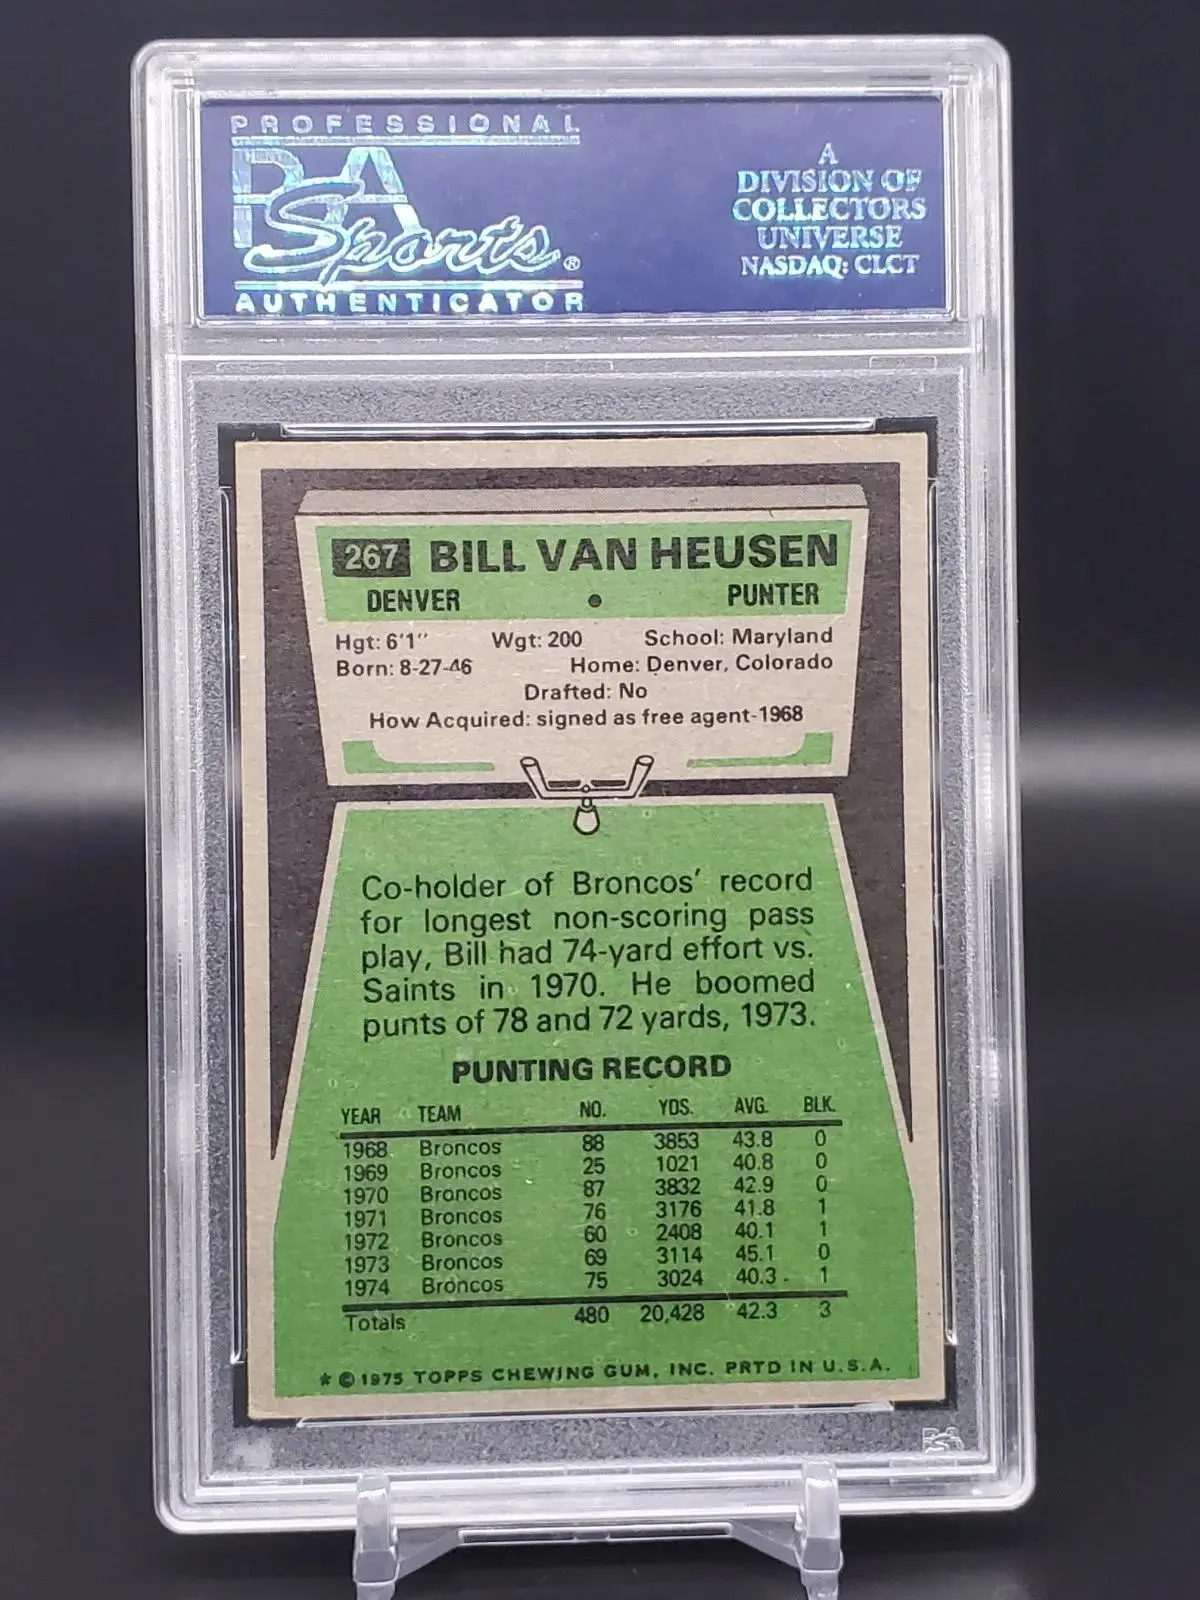 PROFESSIONAL
PSA
Sports®
AUTHENTICATOR
A
DIVISION OF
COLLECTORS
UNIVERSE
NASDAQ: CLCT
267 BILL VAN HEUSEN
DENVER • PUNTER
Hgt: 6'1" Wgt: 200 School: Maryland
Born: 8-27-46 Home: Denver, Colorado
Drafted: No
How Acquired: signed as free agent-1968
Co-holder of Broncos' record
for longest non-scoring pass
play, Bill had 74-yard effort vs.
Saints in 1970. He boomed
punts of 78 and 72 yards, 1973.
PUNTING RECORD
YEAR TEAM NO. YDS. AVG. BLK.
1968 Broncos 88 3853 43.8 0
1969 Broncos 25 1021 40.8 0
1970 Broncos 87 3832 42.9 0
1971 Broncos 76 3176 41.8 1
1972 Broncos 60 2408 40.1 1
1973 Broncos 69 3114 45.1 0
1974 Broncos 75 3024 40.3 1
Totals 480 20,428 42.3 3
* © 1975 TOPPS CHEWING GUM, INC. PRTD IN U.S.A.
PSA